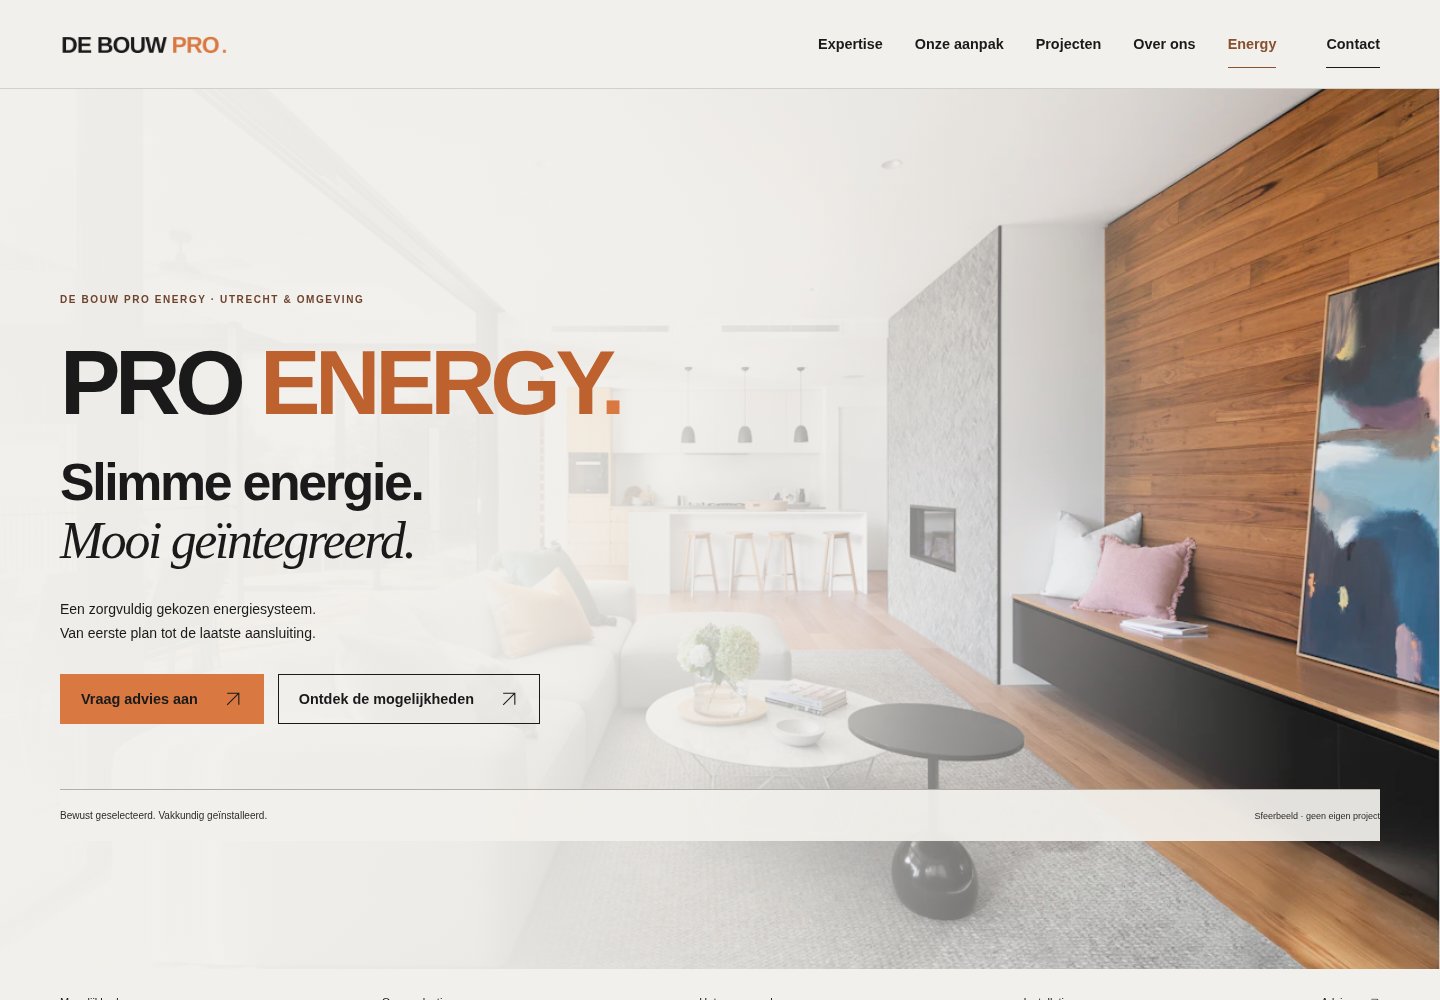 DE BOUW PRO.
Expertise
Onze aanpak
Projecten
Over ons
Energy
Contact
DE BOUW PRO ENERGY · UTRECHT & OMGEVING
PRO ENERGY.
Slimme energie.
Mooi geïntegreerd.
Een zorgvuldig gekozen energiesysteem.
Van eerste plan tot de laatste aansluiting.
Vraag advies aan
Ontdek de mogelijkheden
Bewust geselecteerd. Vakkundig geïnstalleerd.
Sfeerbeeld · geen eigen project